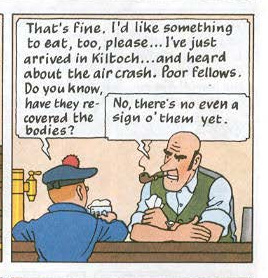 That's fine. I'd like something
to eat, too, please... I've just
arrived in Kiltoch...and heard
about the air crash. Poor fellows.
Do you know,
have they re-
covered the
bodies?
No, there's no even a
sign o' them yet.